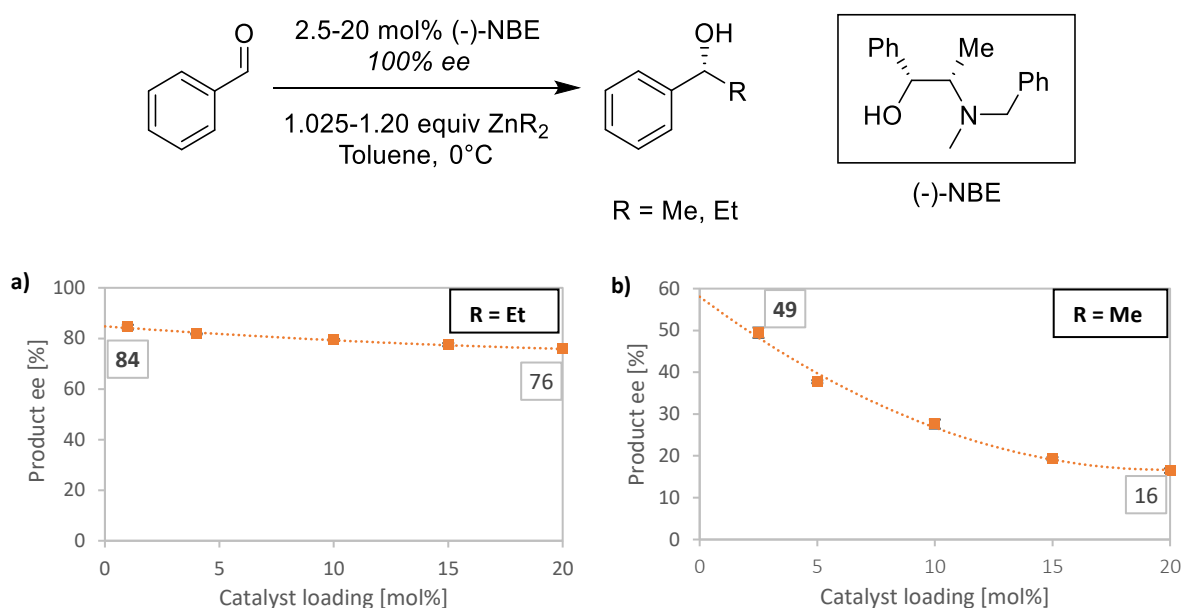 O
2.5-20 mol% (-)-NBE
100% ee
1.025-1.20 equiv ZnR2
Toluene, 0°C
OH
R
R = Me, Et
Ph
Me
Ph
HO
N
(-)-NBE
a)
R = Et
Product ee [%]
100
80
60
40
20
0
84
76
0 5 10 15 20
Catalyst loading [mol%]
b)
R = Me
Product ee [%]
60
50
40
30
20
10
0
49
16
0 5 10 15 20
Catalyst loading [mol%]